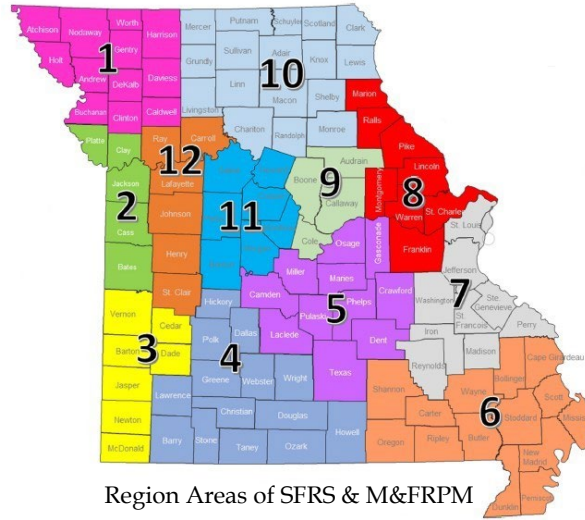 Atchison Nodaway Worth Harrison Mercer Putnam Schuyler Scotland Clark
Gentry
Holt 1 Sullivan Adair Knox Lewis
Andrew DeKalb Daviess Grundy 10
Linn Macon Shelby Marion
Buchanan Clinton Caldwell Livingston
Chariton Randolph Monroe Ralls
Platte Clay Ray Carroll
12 Audrain Pike
Boone 9 Lincoln
Jackson Lafayette Callaway Montgomery 8
2 11 Warren St. Charles
Cass Johnson Cole Osage Gasconade Franklin St. Louis
Bates Henry Miller Maries Jefferson
7
St. Clair Camden Phelps Crawford Washington Ste Genevieve
Hickory 5 St Francois
Vernon Cedar Pulaski Perry
Dallas Laclede Dent Iron
3 Polk 4 Madison
Barton Dade Reynolds Cape Girardeau
Jasper Greene Webster Wright Texas Shannon Wayne Bollinger
Lawrence Scott
Christian Douglas Carter 6 Stoddard
Newton Howell
McDonald Barry Stone Taney Ozark Oregon Ripley Butler
New Madrid
Dunklin
Region Areas of SFRS & M&FRPM